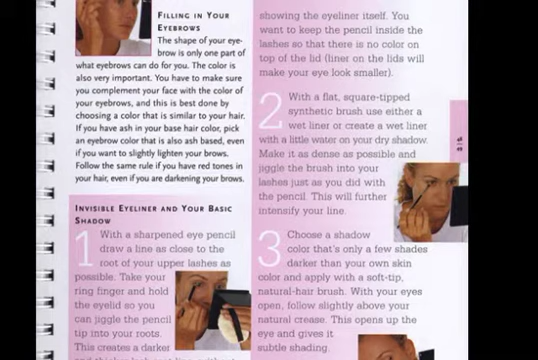 FILLING IN YOUR
EYEBROWS
The shape of your eye-
brow is only one part of
what eyebrows can do for you. The color is
also very important. You have to make sure
you complement your face with the color of
your eyebrows, and this is best done by
choosing a color that is similar to your hair.
If you have ash in your base hair color, pick
an eyebrow color that is also ash based, even
if you want to slightly lighten your brows.
Follow the same rule if you have red tones in
your hair, even if you are darkening your brows.
INVISIBLE EYELINER AND YOUR BASIC
SHADOW
1 With a sharpened eye pencil
draw a line as close to the
root of your upper lashes as
possible. Take your
ring finger and hold
the eyelid so you
can jiggle the pencil
tip into your roots.
This creates a darker
showing the eyeliner itself. You
want to keep the pencil inside the
lashes so that there is no color on
top of the lid (liner on the lids will
make your eye look smaller).
2 With a flat, square-tipped
synthetic brush use either a
wet liner or create a wet liner
with a little water on your dry shadow.
Make it as dense as possible and
jiggle the brush into your
lashes just as you did with
the pencil. This will further
intensify your line.
3 Choose a shadow
color that's only a few shades
darker than your own skin
color and apply with a soft-tip,
natural-hair brush. With your eyes
open, follow slightly above your
natural crease. This opens up the
eye and gives it
subtle shading.